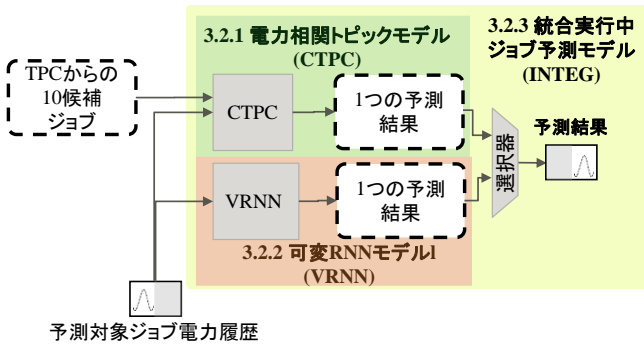 3.2.1 電力相関トピックモデル
(CTPC)
3.2.3 統合実行中
ジョブ予測モデル
(INTEG)
TPCからの
10候補
ジョブ
CTPC
1つの予測
結果
予測結果
選択器
VRNN
1つの予測
結果
3.2.2 可変RNNモデルl
(VRNN)
予測対象ジョブ電力履歴